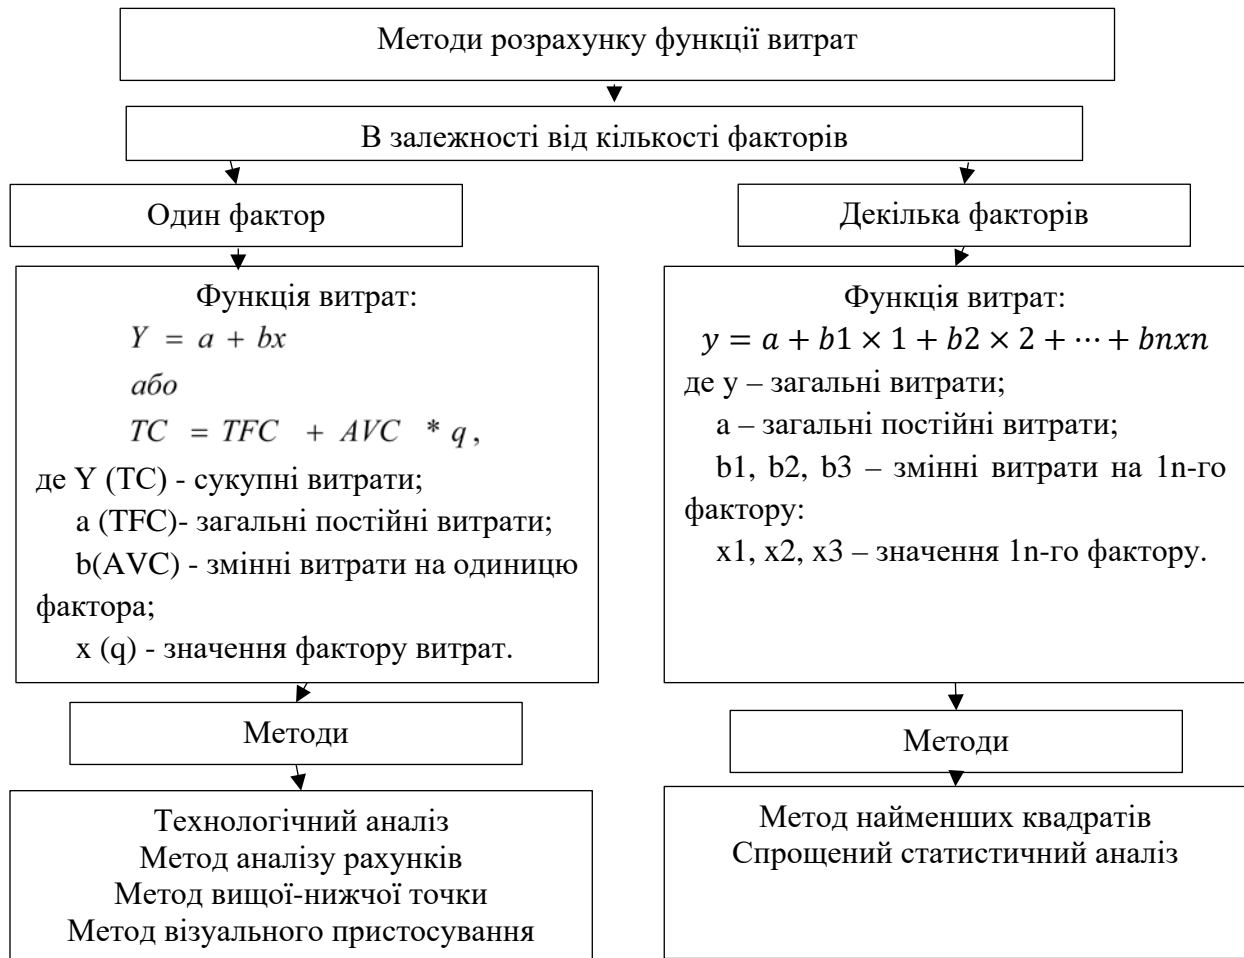 Методи розрахунку функції витрат
В залежності від кількості факторів
Один фактор
Декілька факторів
Функція витрат:
Y = a + bx
або
TC = TFC + AVC * q,
де Y (TC) - сукупні витрати;
a (TFC)- загальні постійні витрати;
b(AVC) - змінні витрати на одиницю
фактора;
x (q) - значення фактору витрат.
Функція витрат:
y = a + b1 × 1 + b2 × 2 + ⋯ + bnxn
де y – загальні витрати;
a – загальні постійні витрати;
b1, b2, b3 – змінні витрати на 1n-го
фактору:
x1, x2, x3 – значення 1n-го фактору.
Методи
Методи
Технологічний аналіз
Метод аналізу рахунків
Метод вищої-нижчої точки
Метод візуального пристосування
Метод найменших квадратів
Спрощений статистичний аналіз